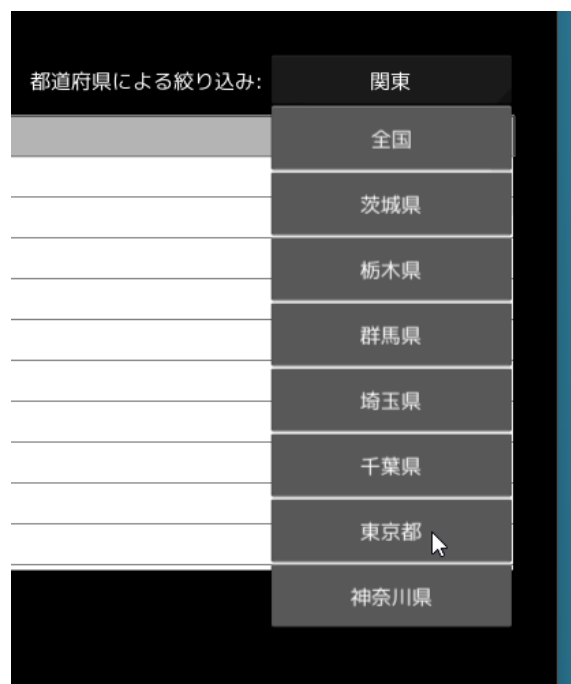 都道府県による絞り込み: 関東
全国
茨城県
栃木県
群馬県
埼玉県
千葉県
東京都
神奈川県